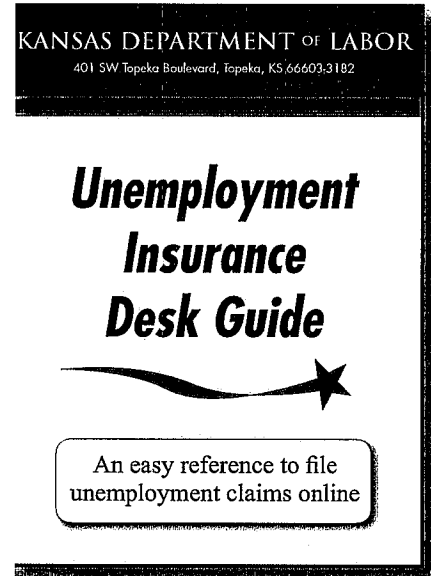 KANSAS DEPARTMENT OF LABOR
401 SW Topeka Boulevard, Topeka, KS 66603-3182
Unemployment
Insurance
Desk Guide
An easy reference to file
unemployment claims online